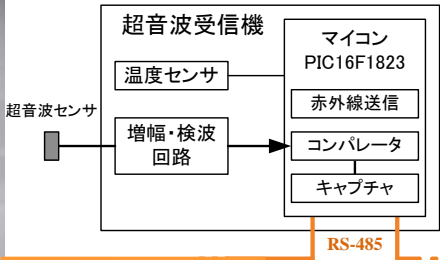 超音波受信機
マイコン
PIC16F1823
温度センサ
赤外線送信
超音波センサ
増幅・検波
回路
コンパレータ
キャプチャ
RS-485